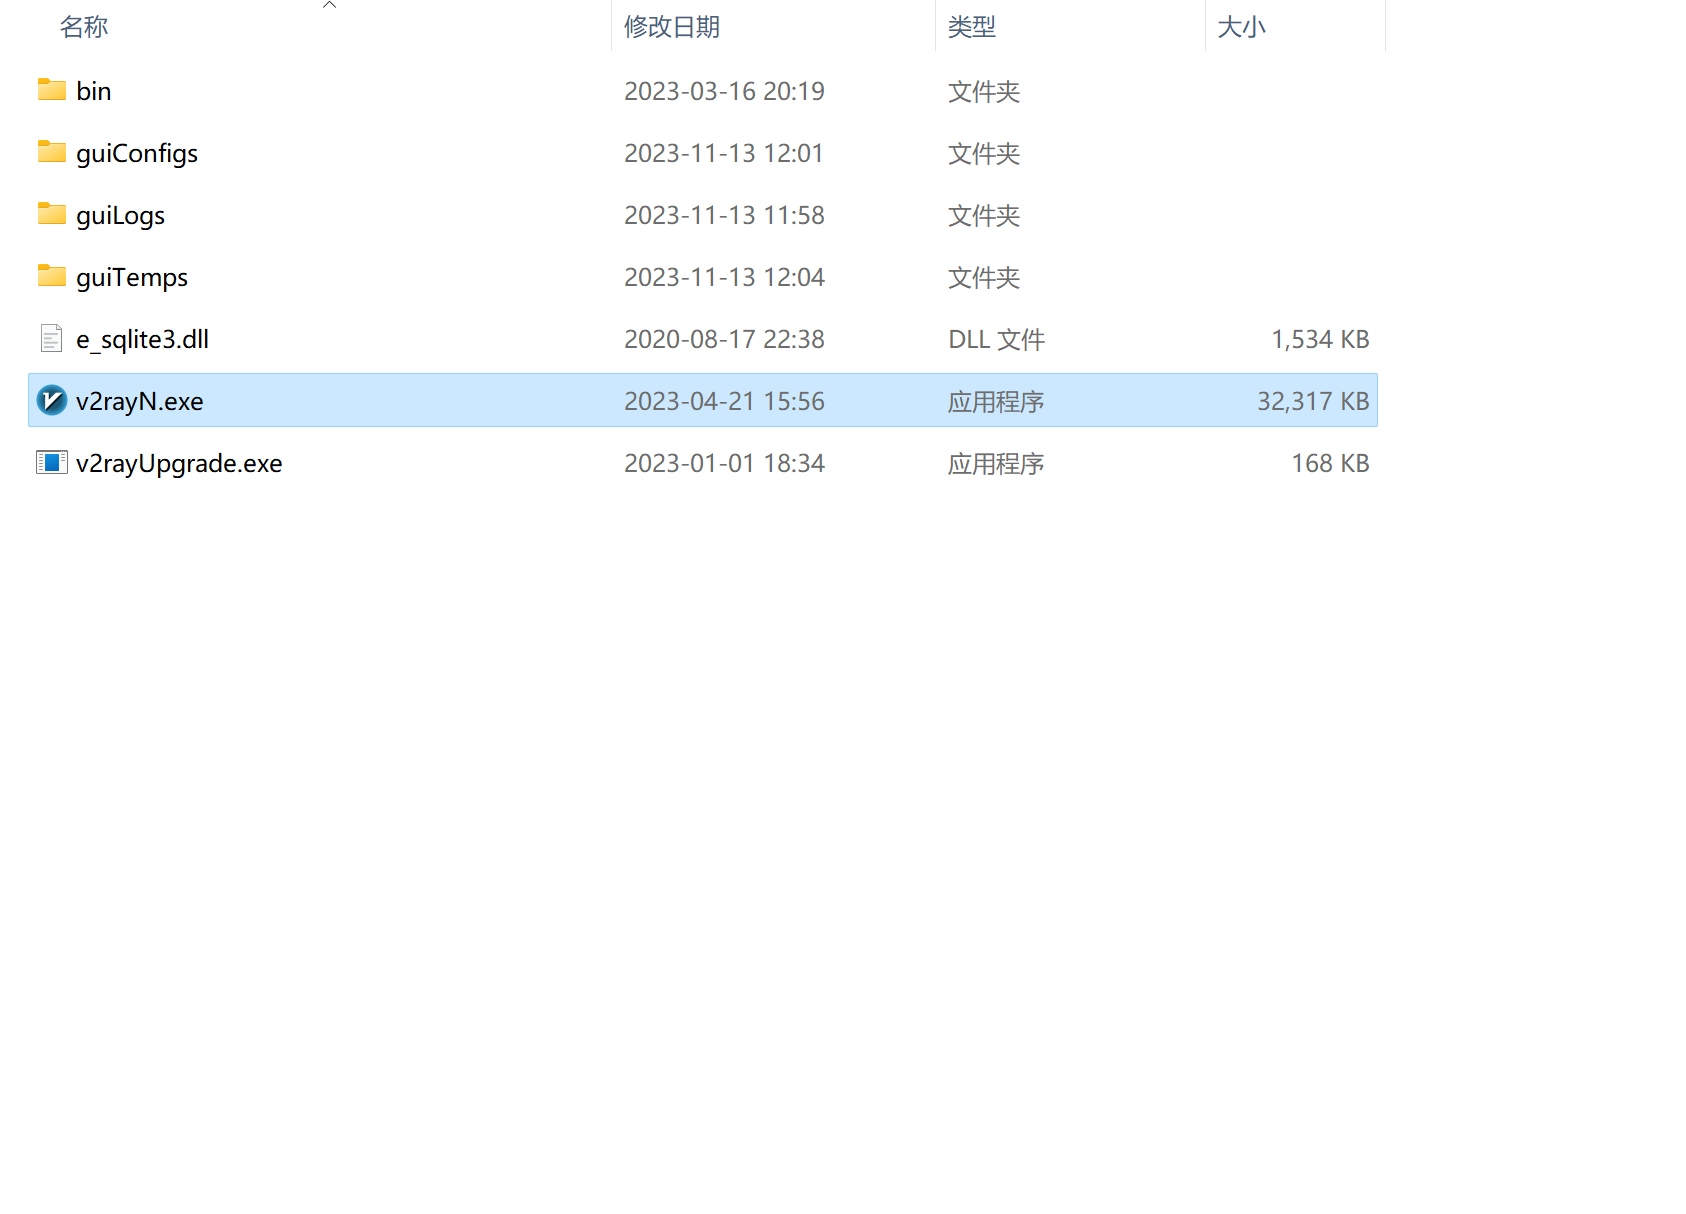 名称 修改日期 类型 大小
bin 2023-03-16 20:19 文件夹
guiConfigs 2023-11-13 12:01 文件夹
guiLogs 2023-11-13 11:58 文件夹
guiTemps 2023-11-13 12:04 文件夹
e_sqlite3.dll 2020-08-17 22:38 DLL 文件 1,534 KB
v2rayN.exe 2023-04-21 15:56 应用程序 32,317 KB
v2rayUpgrade.exe 2023-01-01 18:34 应用程序 168 KB